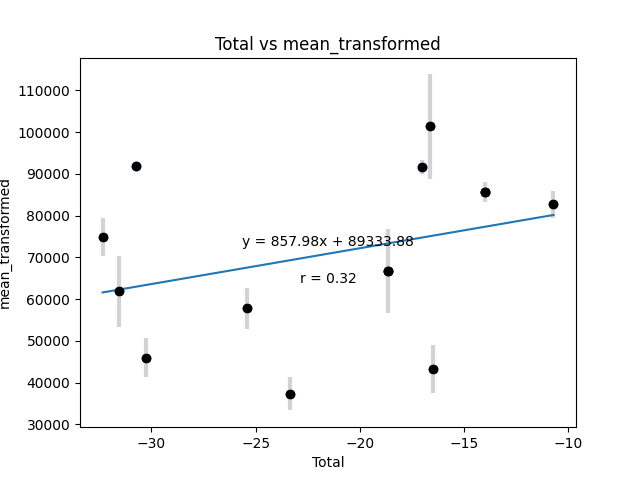 Total vs mean_transformed
110000
100000
90000
80000
70000
60000
50000
40000
30000
mean_transformed
y = 857.98x + 89333.88
r = 0.32
−30
−25
−20
−15
−10
Total